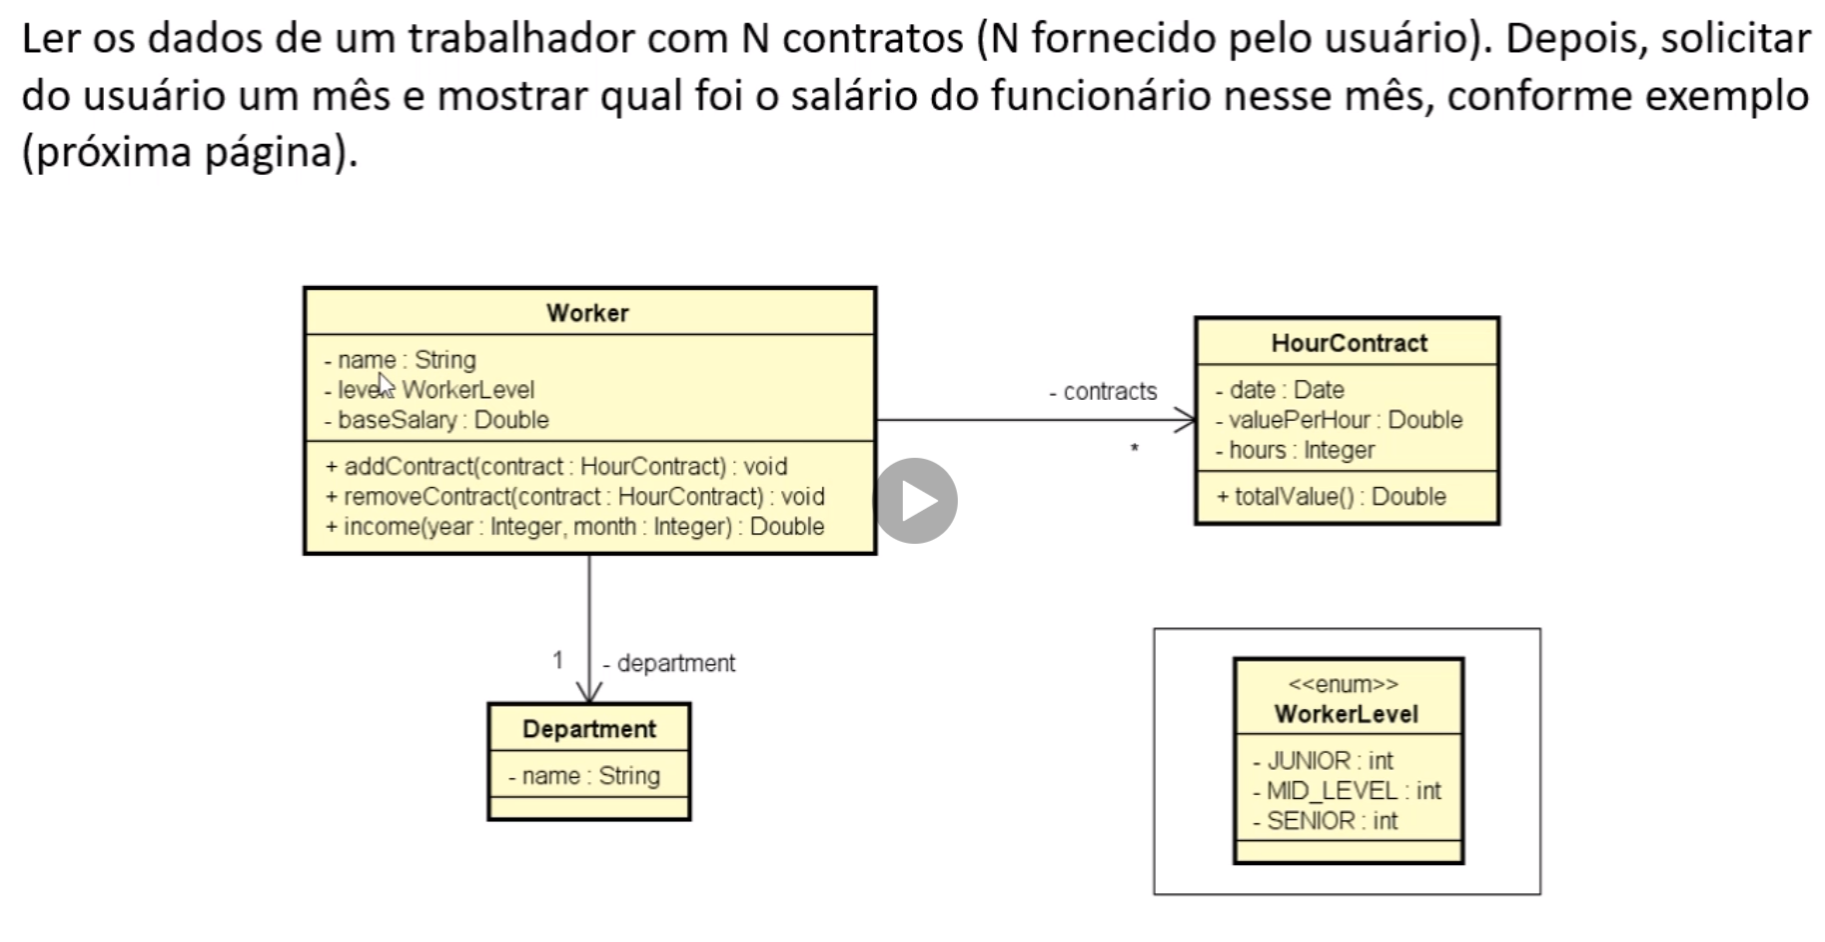 Ler os dados de um trabalhador com N contratos (N fornecido pelo usuário). Depois, solicitar
do usuário um mês e mostrar qual foi o salário do funcionário nesse mês, conforme exemplo
(próxima página).
Worker
- name : String
- level WorkerLevel
- baseSalary : Double
+ addContract(contract : HourContract) : void
+ removeContract(contract : HourContract) : void
+ income(year : Integer, month : Integer) : Double
- contracts
*
HourContract
- date : Date
- valuePerHour : Double
- hours : Integer
+ totalValue() : Double
1 - department
Department
- name : String
<<enum>>
WorkerLevel
- JUNIOR : int
- MID_LEVEL : int
- SENIOR : int